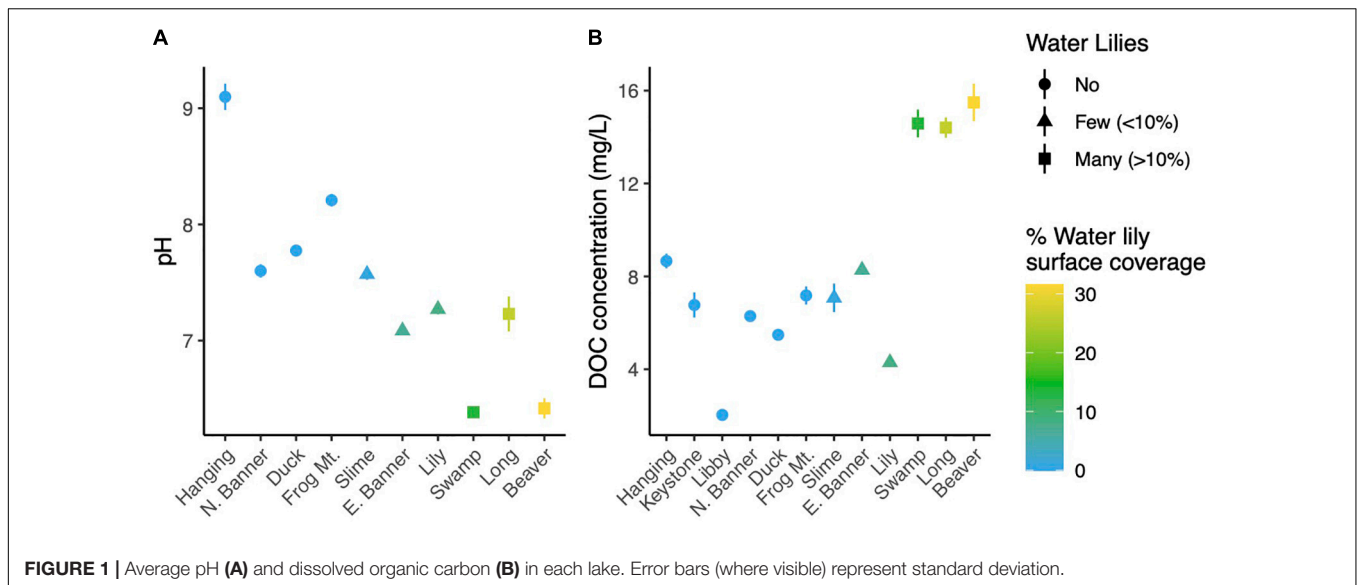 A
pH
9
8
7
Hanging
N. Banner
Duck
Frog Mt.
Slime
E. Banner
Lily
Swamp
Long
Beaver
B
DOC concentration (mg/L)
16
12
8
4
Hanging
Keystone
Libby
N. Banner
Duck
Frog Mt.
Slime
E. Banner
Lily
Swamp
Long
Beaver
Water Lilies
No
Few (<10%)
Many (>10%)
% Water lily
surface coverage
30
20
10
0
FIGURE 1 | Average pH (A) and dissolved organic carbon (B) in each lake. Error bars (where visible) represent standard deviation.